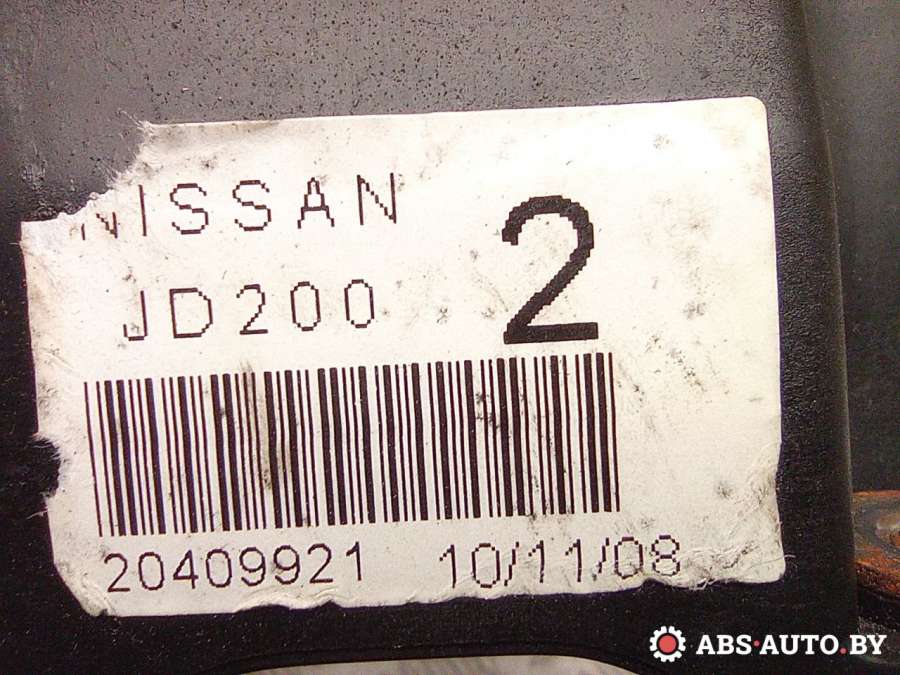 NISSAN
JD200 2
20409921 10/11/08
ABS-AUTO.BY